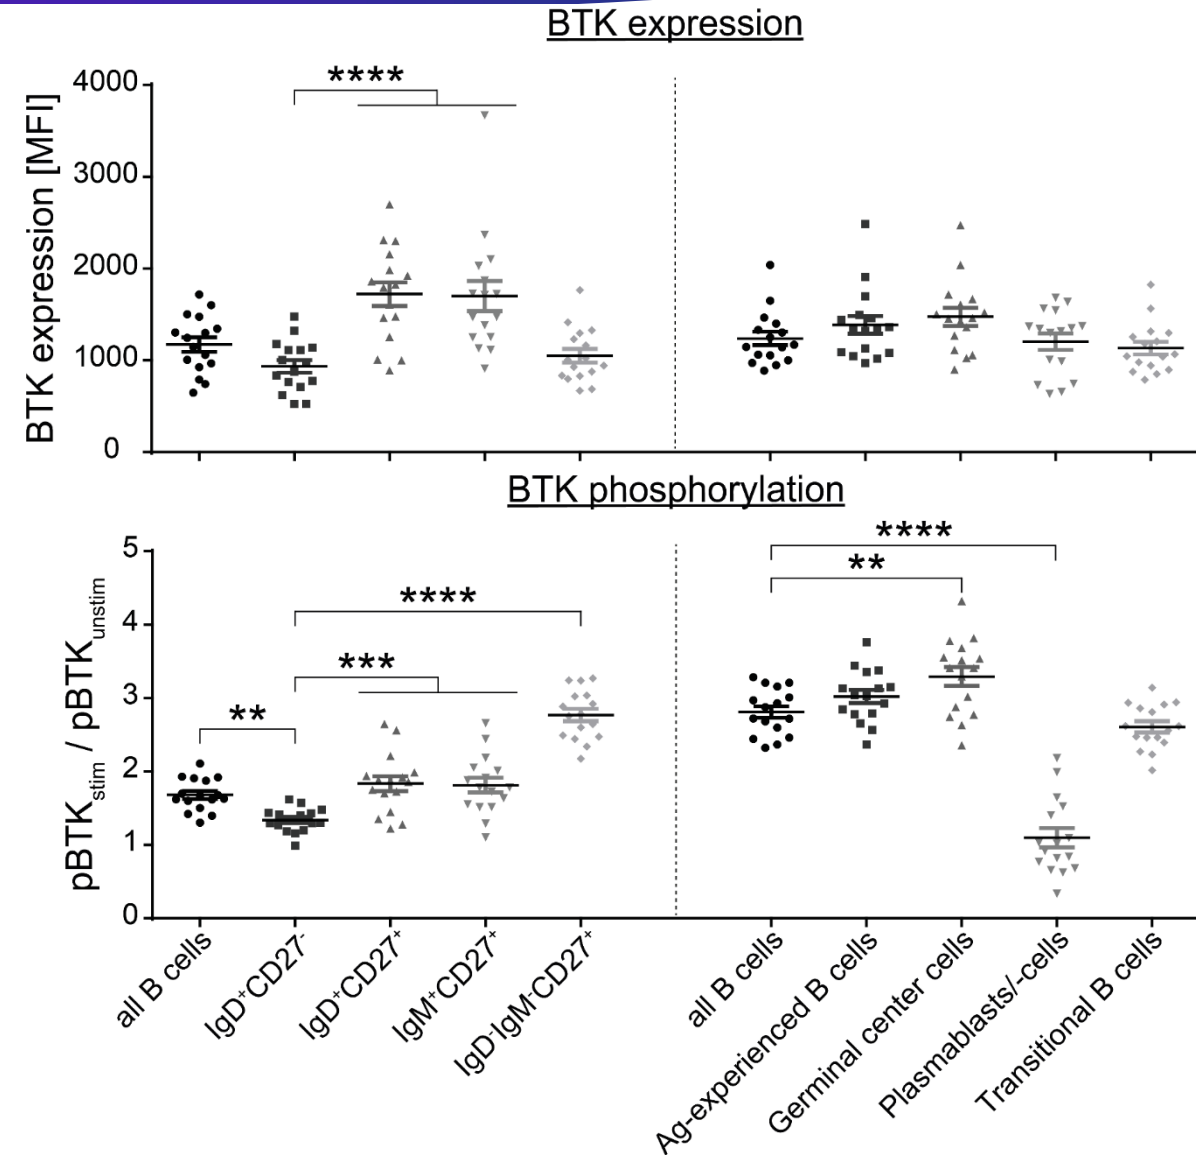 BTK expression
BTK expression [MFI]
4000
3000
2000
1000
0
****
BTK phosphorylation
pBTKstim / pBTKunstim
5
4
3
2
1
0
**
***
****
**
****
all B cells
IgD+CD27-
IgD+CD27+
IgM+CD27+
IgD-IgM-CD27+
all B cells
Ag-experienced B cells
Germinal center cells
Plasmablasts/-cells
Transitional B cells